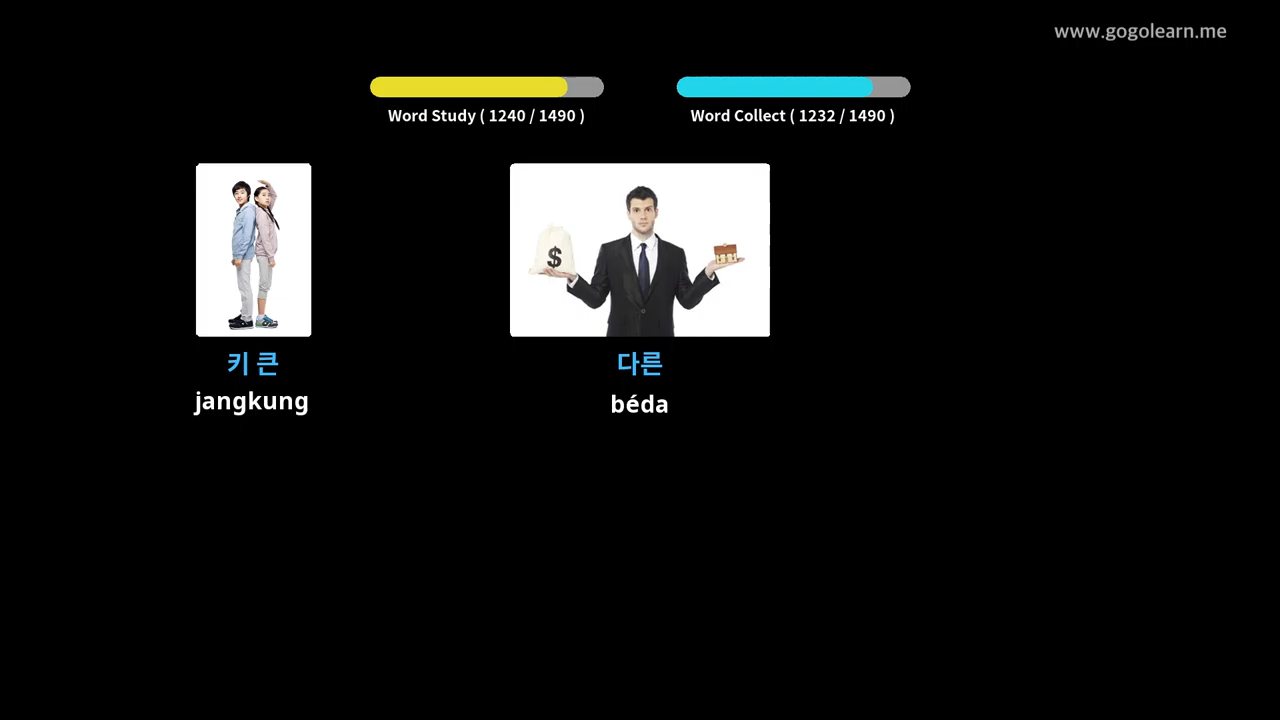 www.gogolearn.me
Word Study ( 1240 / 1490 )
Word Collect ( 1232 / 1490 )
$
키 큰
다른
jangkung
béda